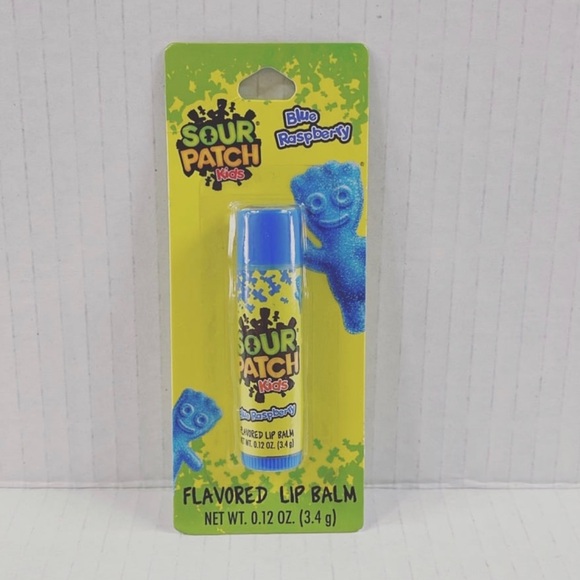 SOUR
PATCH
Kids
Blue
Raspberry
SOUR
PATCH
Kids
Blue Raspberry
FLAVORED LIP BALM
NET WT. 0.12 OZ. (3.4 g)
FLAVORED LIP BALM
NET WT. 0.12 OZ. (3.4 g)